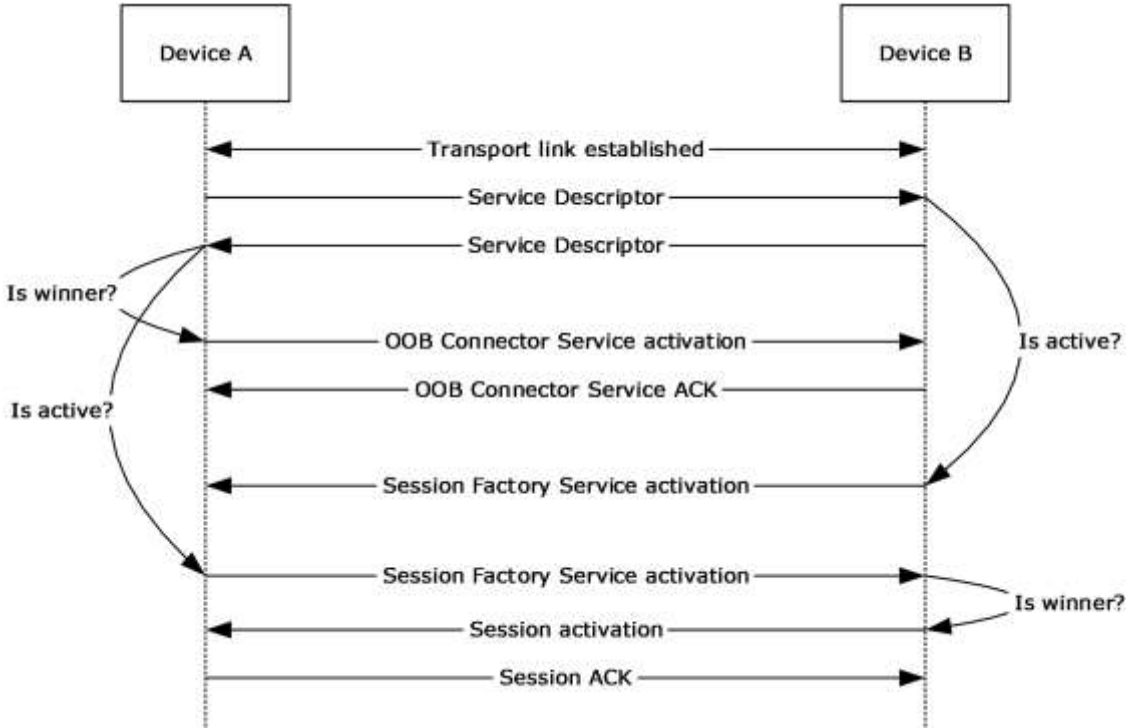 Device A
Device B
Transport link established
Service Descriptor
Service Descriptor
Is winner?
OOB Connector Service activation
Is active?
OOB Connector Service ACK
Is active?
Session Factory Service activation
Session Factory Service activation
Is winner?
Session activation
Session ACK